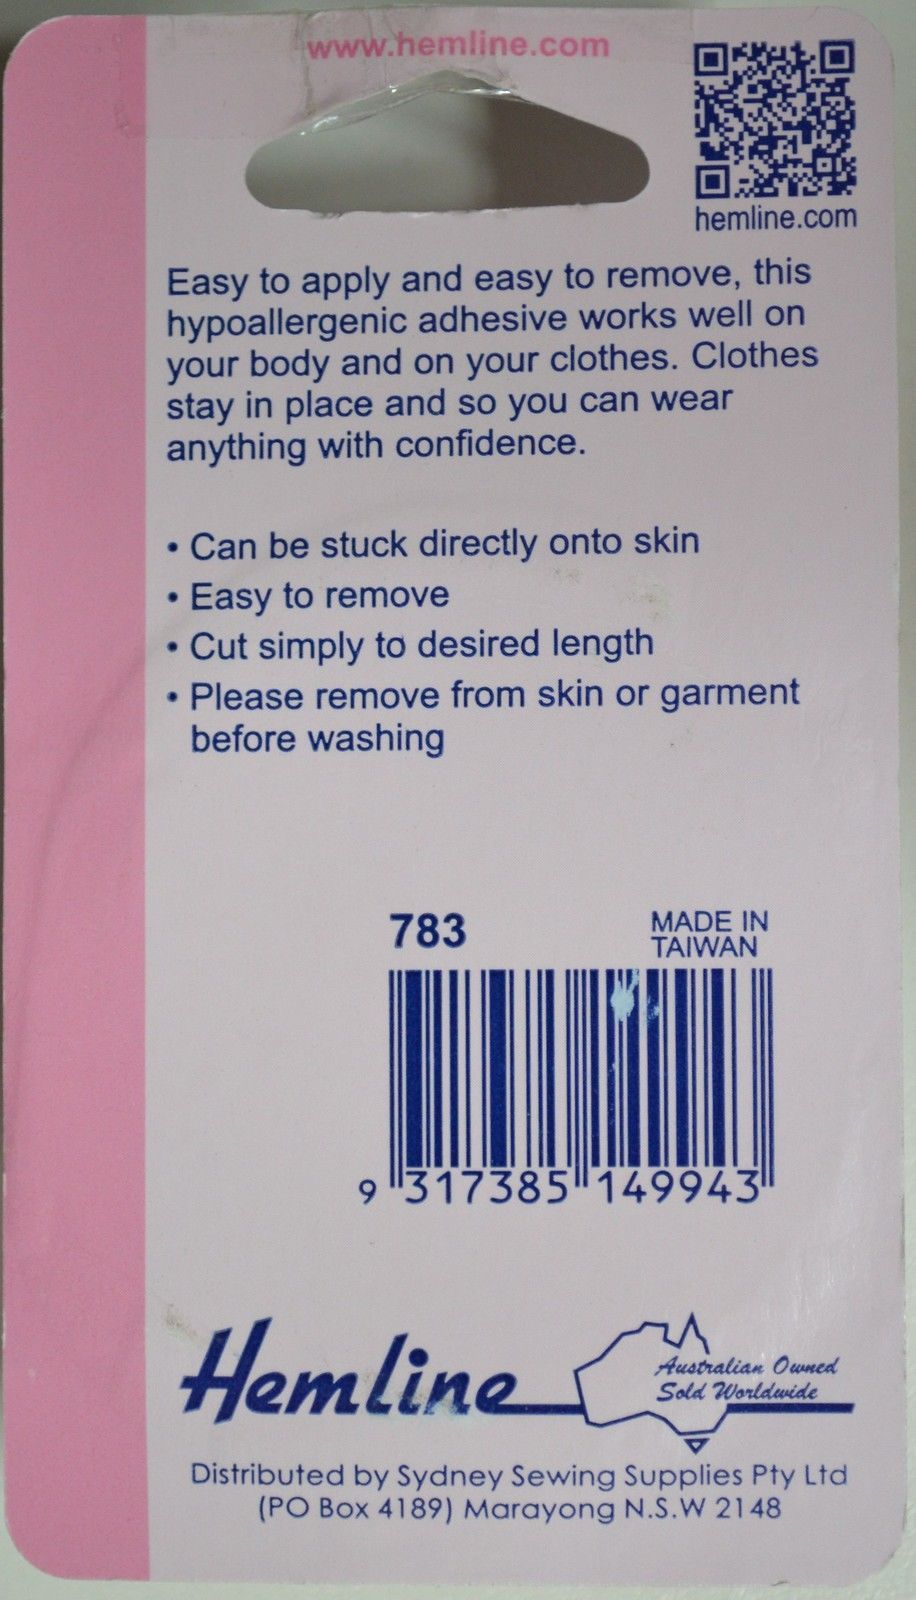 www.hemline.com
hemline.com
Easy to apply and easy to remove, this
hypoallergenic adhesive works well on
your body and on your clothes. Clothes
stay in place and so you can wear
anything with confidence.
• Can be stuck directly onto skin
• Easy to remove
• Cut simply to desired length
• Please remove from skin or garment
before washing
783
MADE IN
TAIWAN
9 317385 149943
Hemline
Australian Owned
Sold Worldwide
Distributed by Sydney Sewing Supplies Pty Ltd
(PO Box 4189) Marayong N.S.W 2148